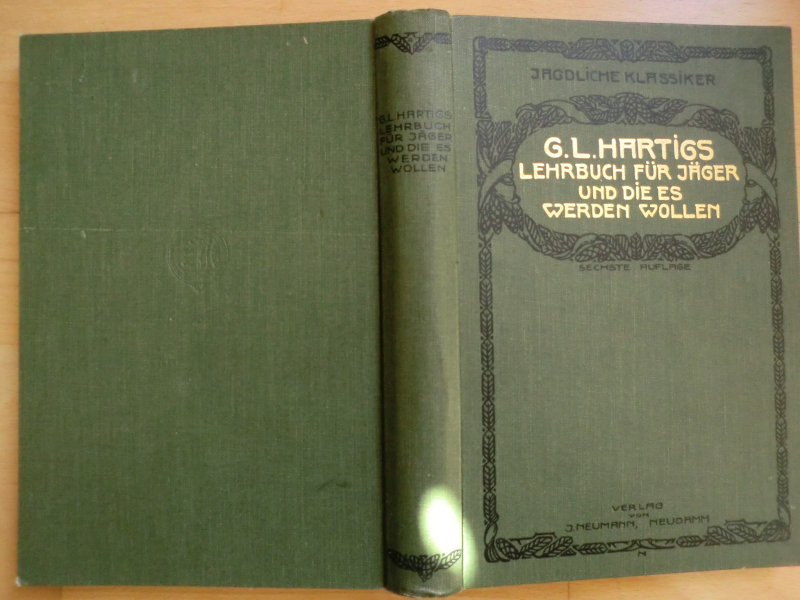 G.L.HARTIGS
LEHRBUCH
FÜR JÄGER
UND DIE ES
WERDEN
WOLLEN
JAGDLICHE KLASSIKER
G.L.HARTIGS
LEHRBUCH FÜR JÄGER
UND DIE ES
WERDEN WOLLEN
SECHSTE AUFLAGE
VERLAG
VON
J.NEUMANN, NEUDAMM
N